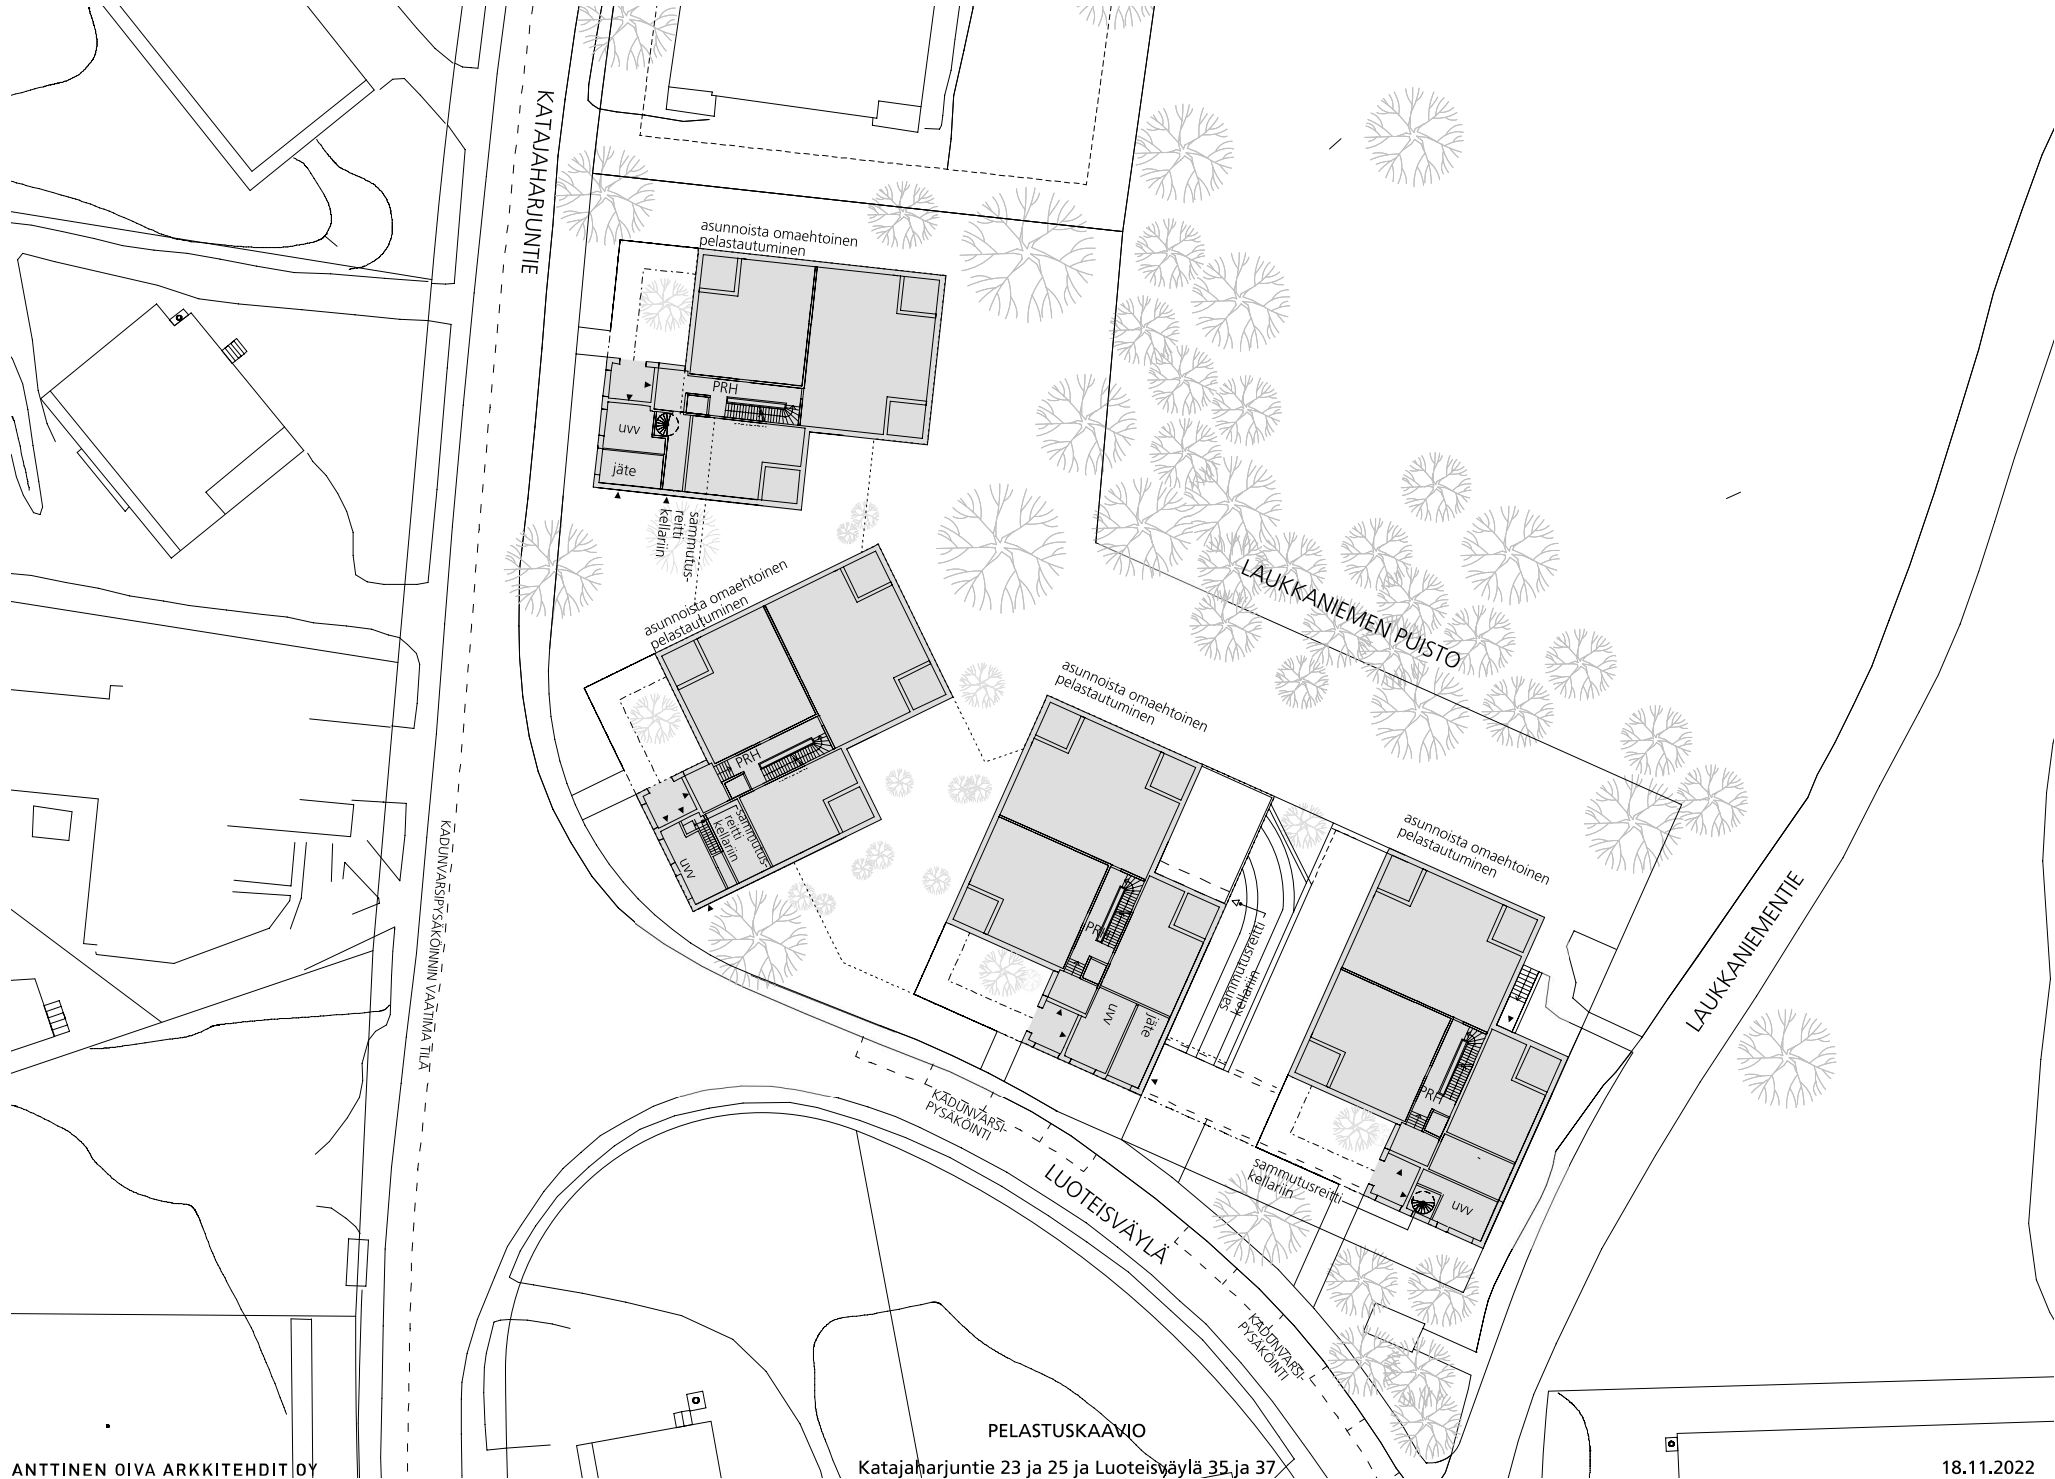 KATAJAHARJUNTIE
asunnoista omaehtoinen
pelastautuminen
PRH
uvv
jäte
sammutus-
reitti
kellariin
asunnoista omaehtoinen
pelastautuminen
PRH
sammutus-
reitti
kellariin
uvv
LAUKKANIEMEN PUISTO
asunnoista omaehtoinen
pelastautuminen
PRH
uvv
jäte
sammutusreitti
kellariin
asunnoista omaehtoinen
pelastautuminen
PRH
uvv
sammutusreitti
kellariin
LAUKKANIEMENTIE
KADUNVARSIPYSÄKÖINNIN VAATIMA TILA
KADUNVARSI-
PYSÄKÖINTI
LUOTEISVÄYLÄ
KADUNVARSI-
PYSÄKÖINTI
PELASTUSKAAVIO
ANTTINEN OIVA ARKKITEHDIT OY
Katajaharjuntie 23 ja 25 ja Luoteisväylä 35 ja 37
18.11.2022